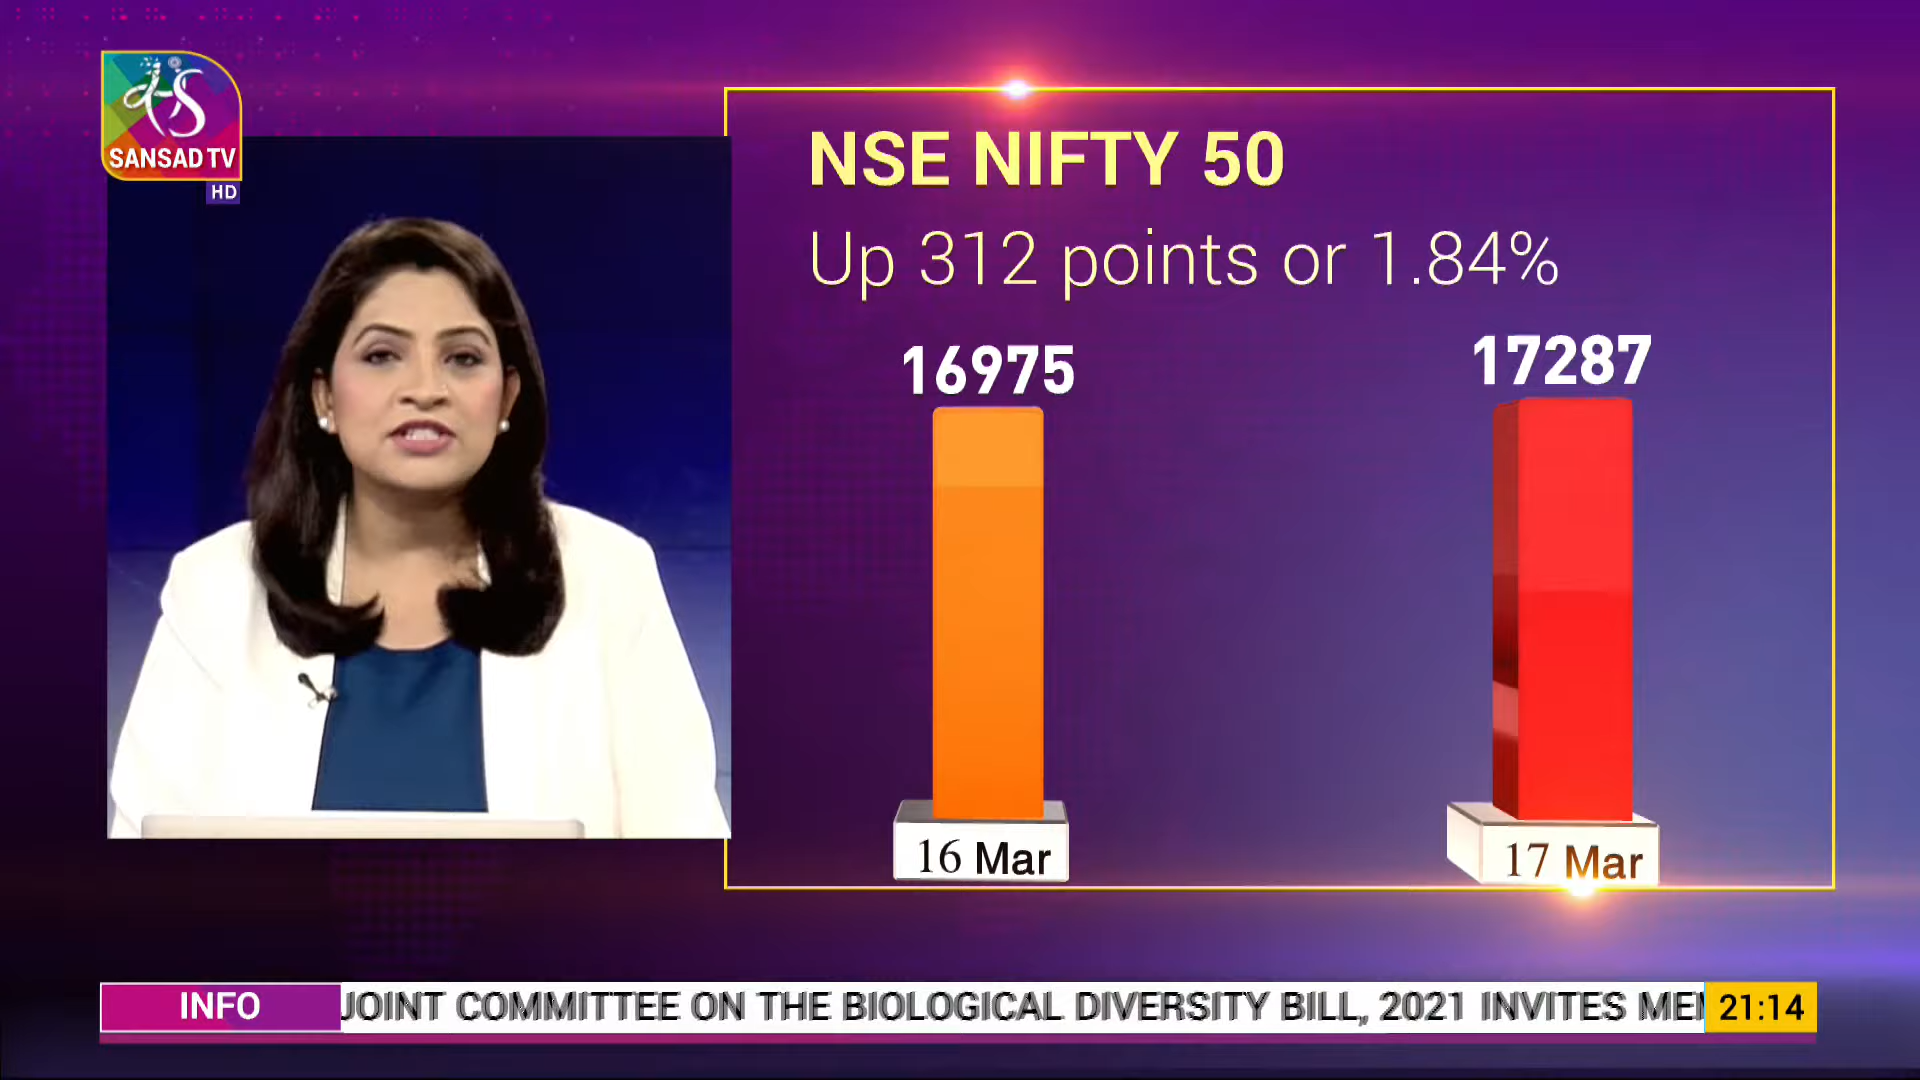 SANSAD TV
HD
NSE NIFTY 50
Up 312 points or 1.84%
16975
17287
16 Mar
17 Mar
INFO
JOINT COMMITTEE ON THE BIOLOGICAL DIVERSITY BILL, 2021 INVITES
21:14